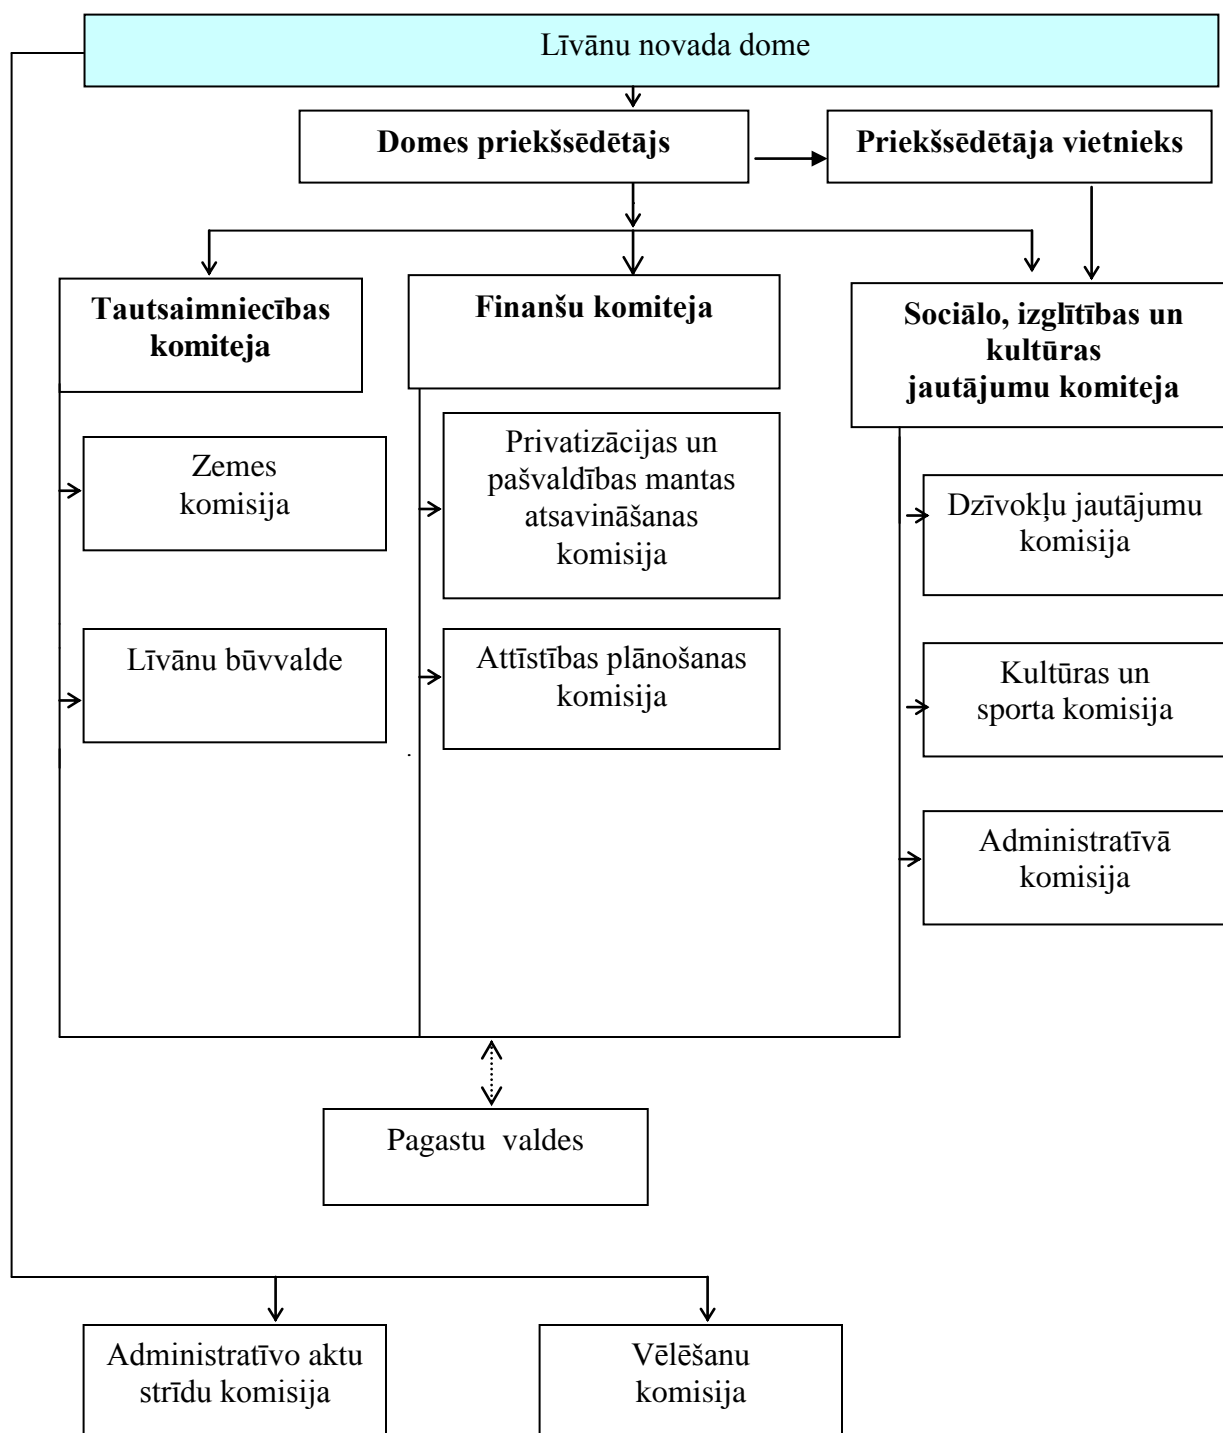 Līvānu novada dome
Domes priekšsēdētājs
Priekšsēdētāja vietnieks
Tautsaimniecības
komiteja
Finanšu komiteja
Sociālo, izglītības un
kultūras
jautājumu komiteja
Zemes
komisija
Privatizācijas un
pašvaldības mantas
atsavināšanas
komisija
Dzīvokļu jautājumu
komisija
Līvānu būvvalde
Attīstības plānošanas
komisija
Kultūras un
sporta komisija
Administratīvā
komisija
Pagastu valdes
Administratīvo aktu
strīdu komisija
Vēlēšanu
komisija